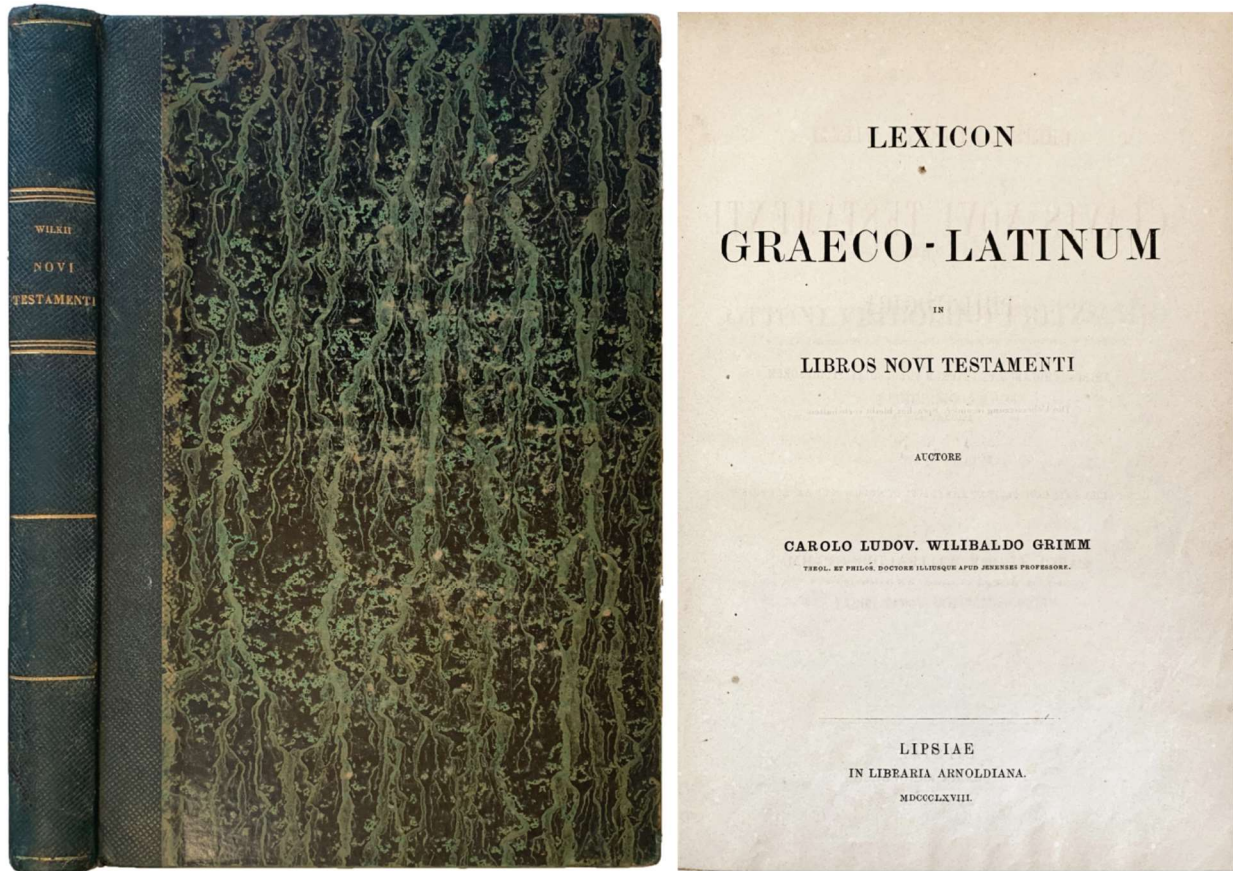 WILKII
NOVI
TESTAMENTI
LEXICON
GRAECO-LATINUM
IN
LIBROS NOVI TESTAMENTI
AUCTORE
CAROLO LUDOV. WILIBALDO GRIMM
THEOL. ET PHILOS. DOCTORE ILLIUSQUE APUD JENENSES PROFESSORE.
LIPSIAE
IN LIBRARIA ARNOLDIANA.
MDCCCLXVIII.